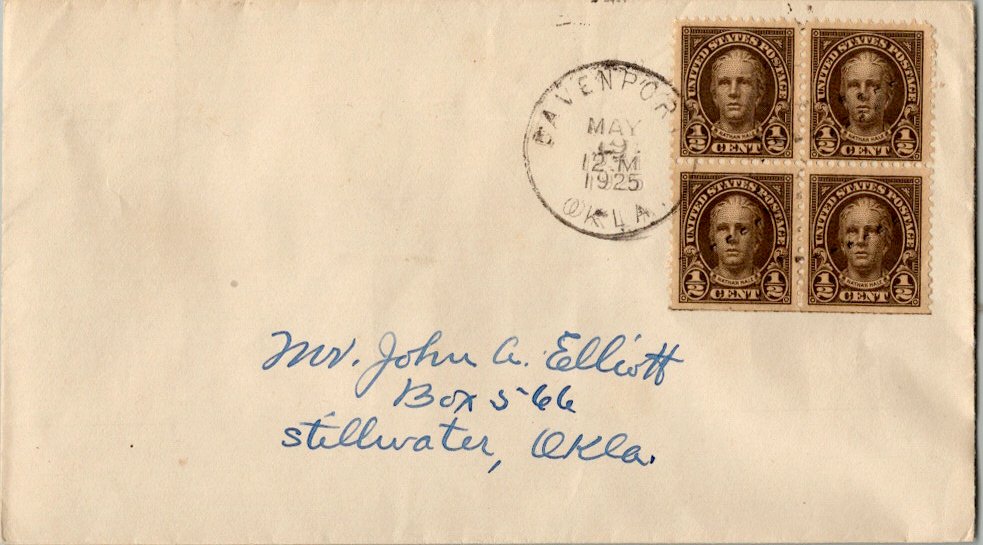 DAVENPOR
MAY
19
12 M
1925
OKLA.
UNITED STATES POSTAGE
NATHAN HALE
1/2 CENT 1/2
UNITED STATES POSTAGE
NATHAN HALE
1/2 CENT 1/2
UNITED STATES POSTAGE
NATHAN HALE
1/2 CENT 1/2
UNITED STATES POSTAGE
NATHAN HALE
1/2 CENT 1/2
Mr. John A. Elliott
Box 566
Stillwater, Okla.